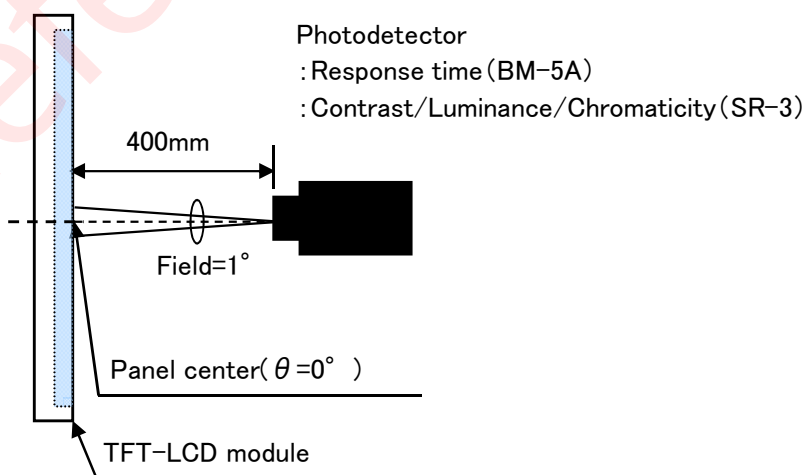 Photodetector
:Response time(BM-5A)
:Contrast/Luminance/Chromaticity(SR-3)
400mm
Field=1°
Panel center(θ=0° )
TFT-LCD module